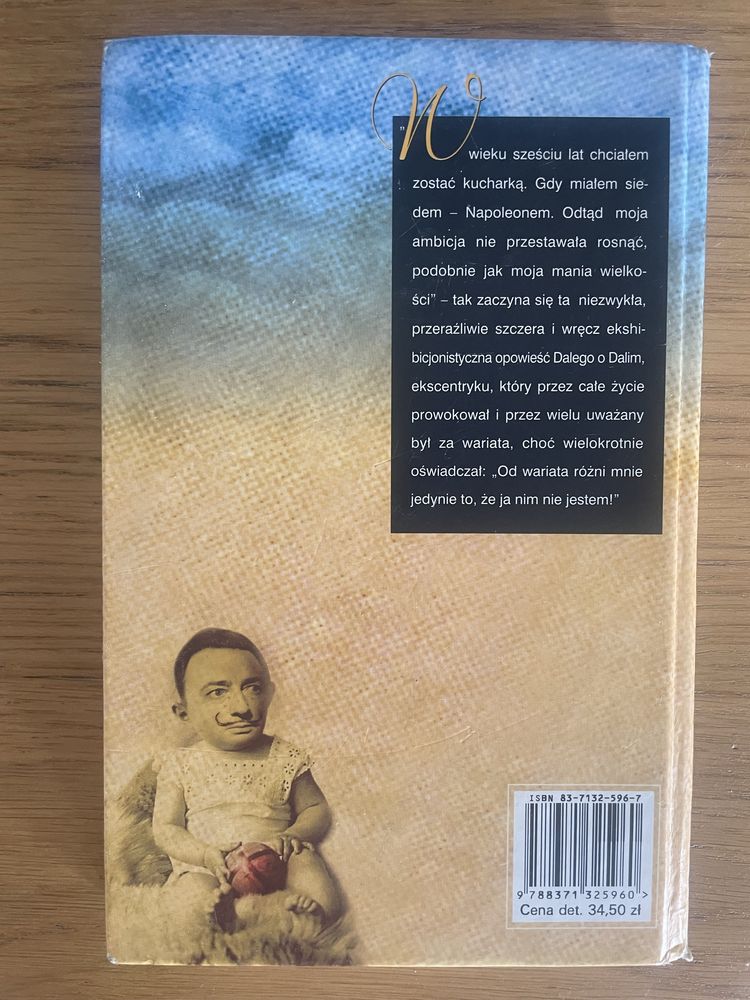 "W wieku sześciu lat chciałem
zostać kucharką. Gdy miałem sie-
dem – Napoleonem. Odtąd moja
ambicja nie przestawała rosnąć,
podobnie jak moja mania wielko-
ści” – tak zaczyna się ta niezwykła,
przeraźliwie szczera i wręcz ekshi-
bicjonistyczna opowieść Dalego o Dalim,
ekscentryku, który przez całe życie
prowokował i przez wielu uważany
był za wariata, choć wielokrotnie
oświadczał: „Od wariata różni mnie
jedynie to, że ja nim nie jestem!”
ISBN 83-7132-596-7
9 788371 325960 >
Cena det. 34,50 zł